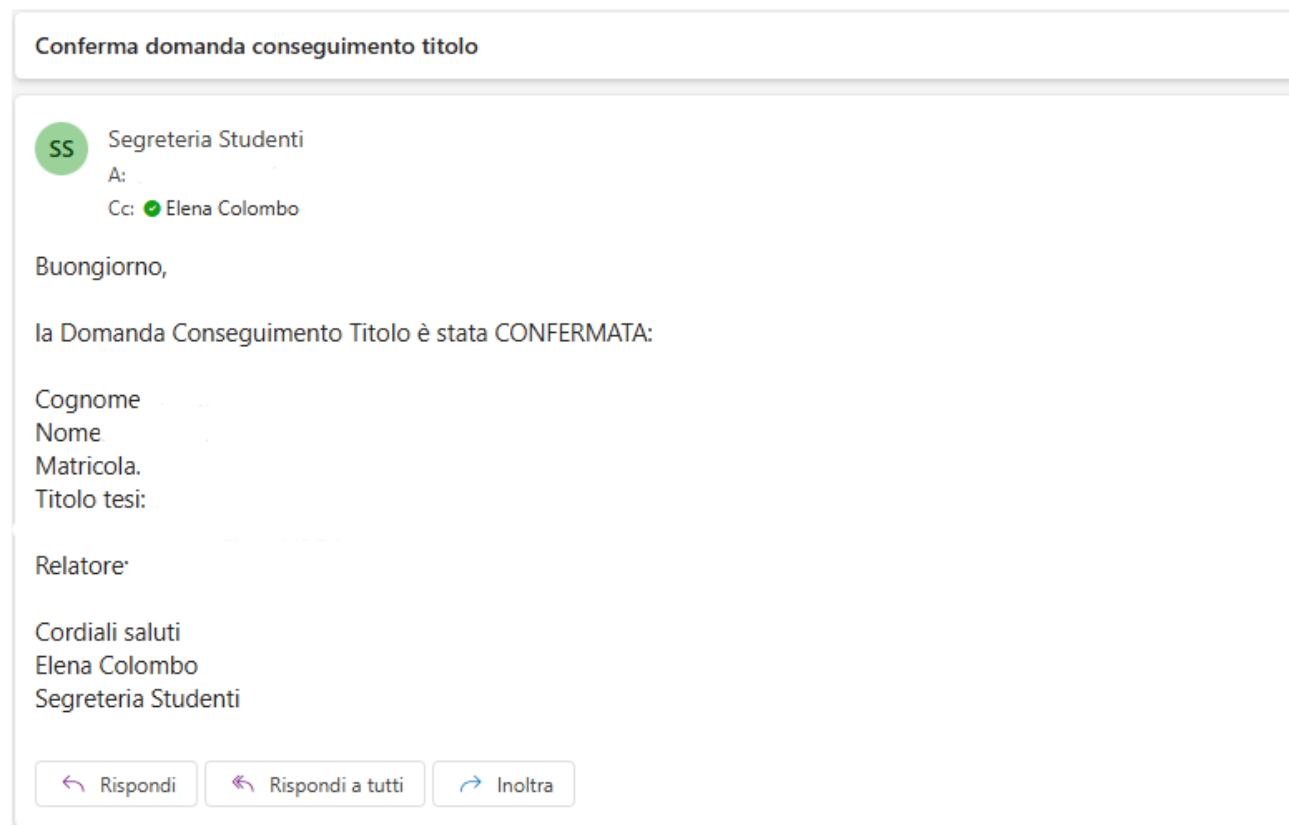 Conferma domanda conseguimento titolo
SS
Segreteria Studenti
A:
Cc: Elena Colombo
Buongiorno,
la Domanda Conseguimento Titolo è stata CONFERMATA:
Cognome
Nome
Matricola.
Titolo tesi:
Relatore
Cordiali saluti
Elena Colombo
Segreteria Studenti
Rispondi Rispondi a tutti Inoltra